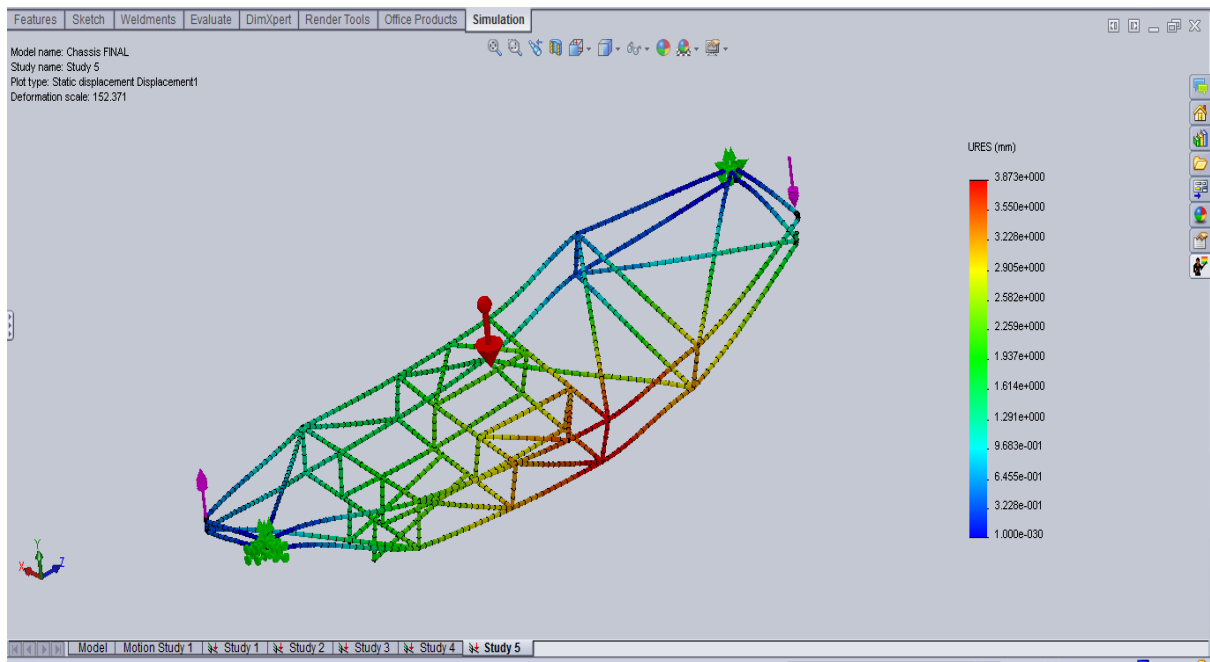 Features Sketch Weldments Evaluate DimXpert Render Tools Office Products Simulation
Model name: Chassis FINAL
Study name: Study 5
Plot type: Static displacement Displacement1
Deformation scale: 152.371
URES (mm)
3.873e+000
3.550e+000
3.228e+000
2.905e+000
2.582e+000
2.259e+000
1.937e+000
1.614e+000
1.291e+000
9.683e-001
6.455e-001
3.228e-001
1.000e-030
Y
X
Z
Model Motion Study 1 Study 1 Study 2 Study 3 Study 4 Study 5